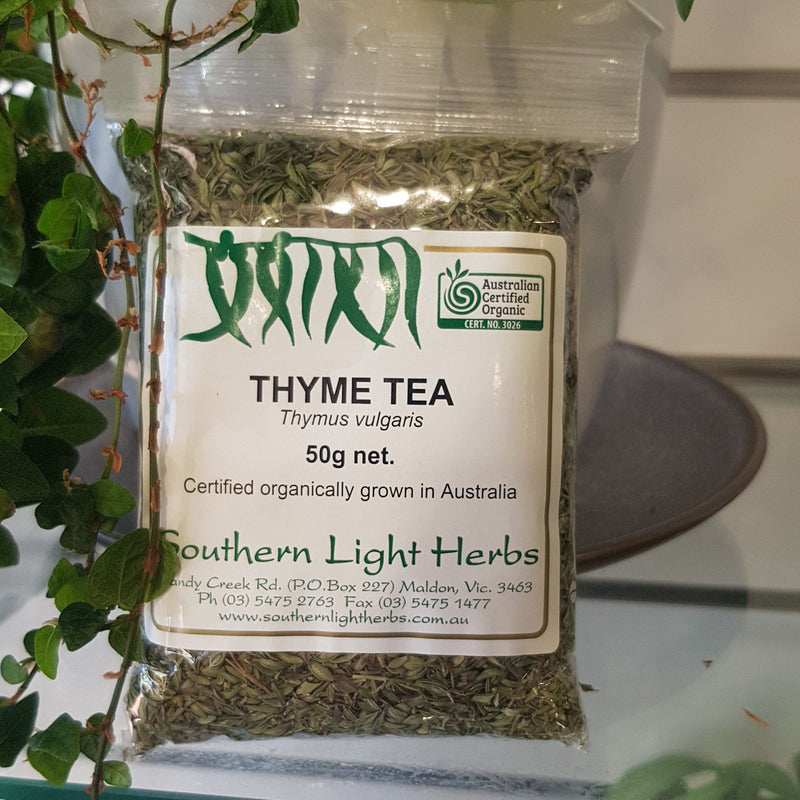 Australian
Certified
Organic
CERT. NO. 3026
THYME TEA
Thymus vulgaris
50g net.
Certified organically grown in Australia
Southern Light Herbs
Creek Rd. (P.O.Box 227) Maldon, Vic. 3463
Ph (03) 5475 2763 Fax (03) 5475 1477
www.southernlightherbs.com.au